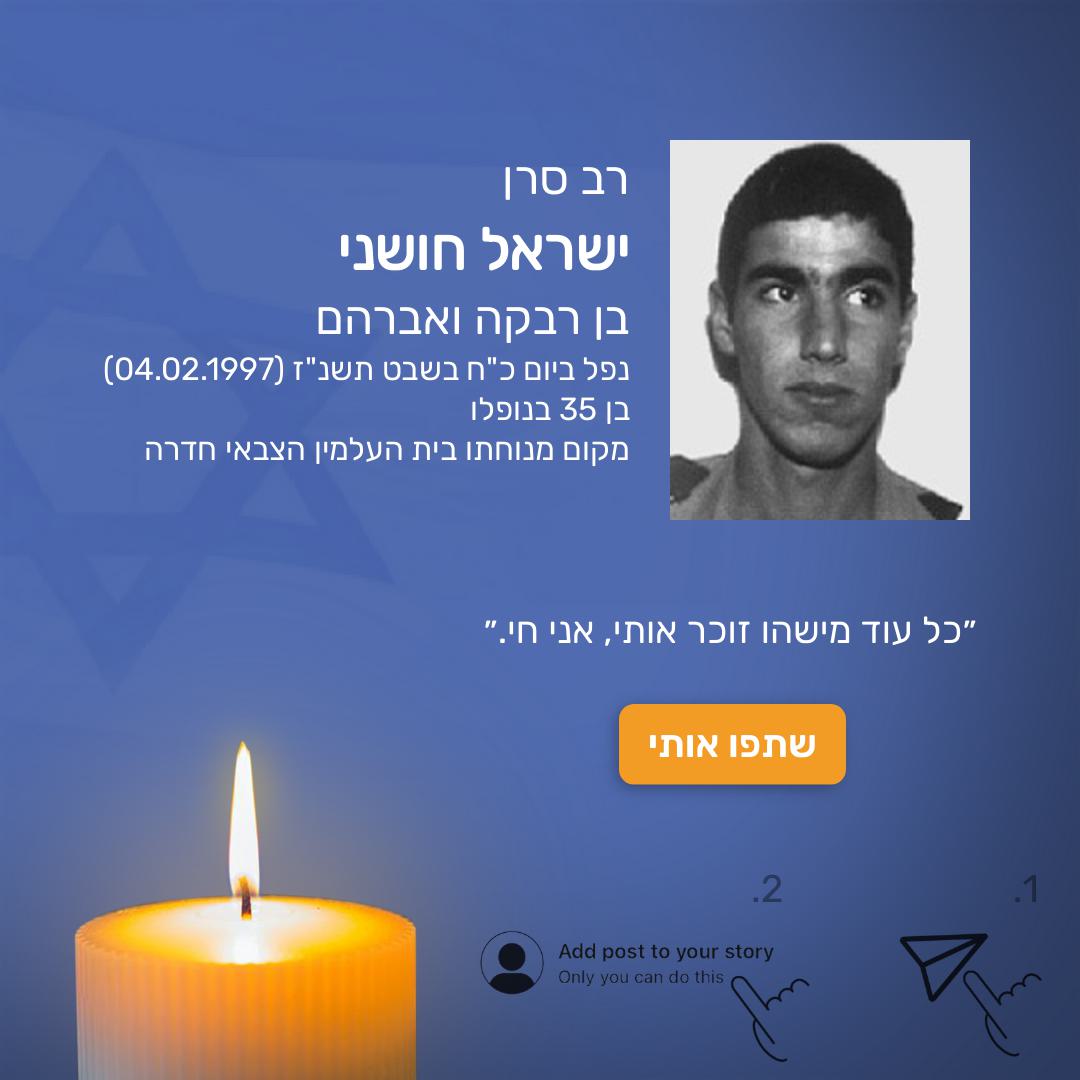 רב סרן
ישראל חושני
בן רבקה ואברהם
נפל ביום כ"ח בשבט תשנ"ז (04.02.1997)
בן 35 בנופלו
מקום מנוחתו בית העלמין הצבאי חדרה
״כל עוד מישהו זוכר אותי, אני חי.״
שתפו אותי
1.
2.
Add post to your story
Only you can do this